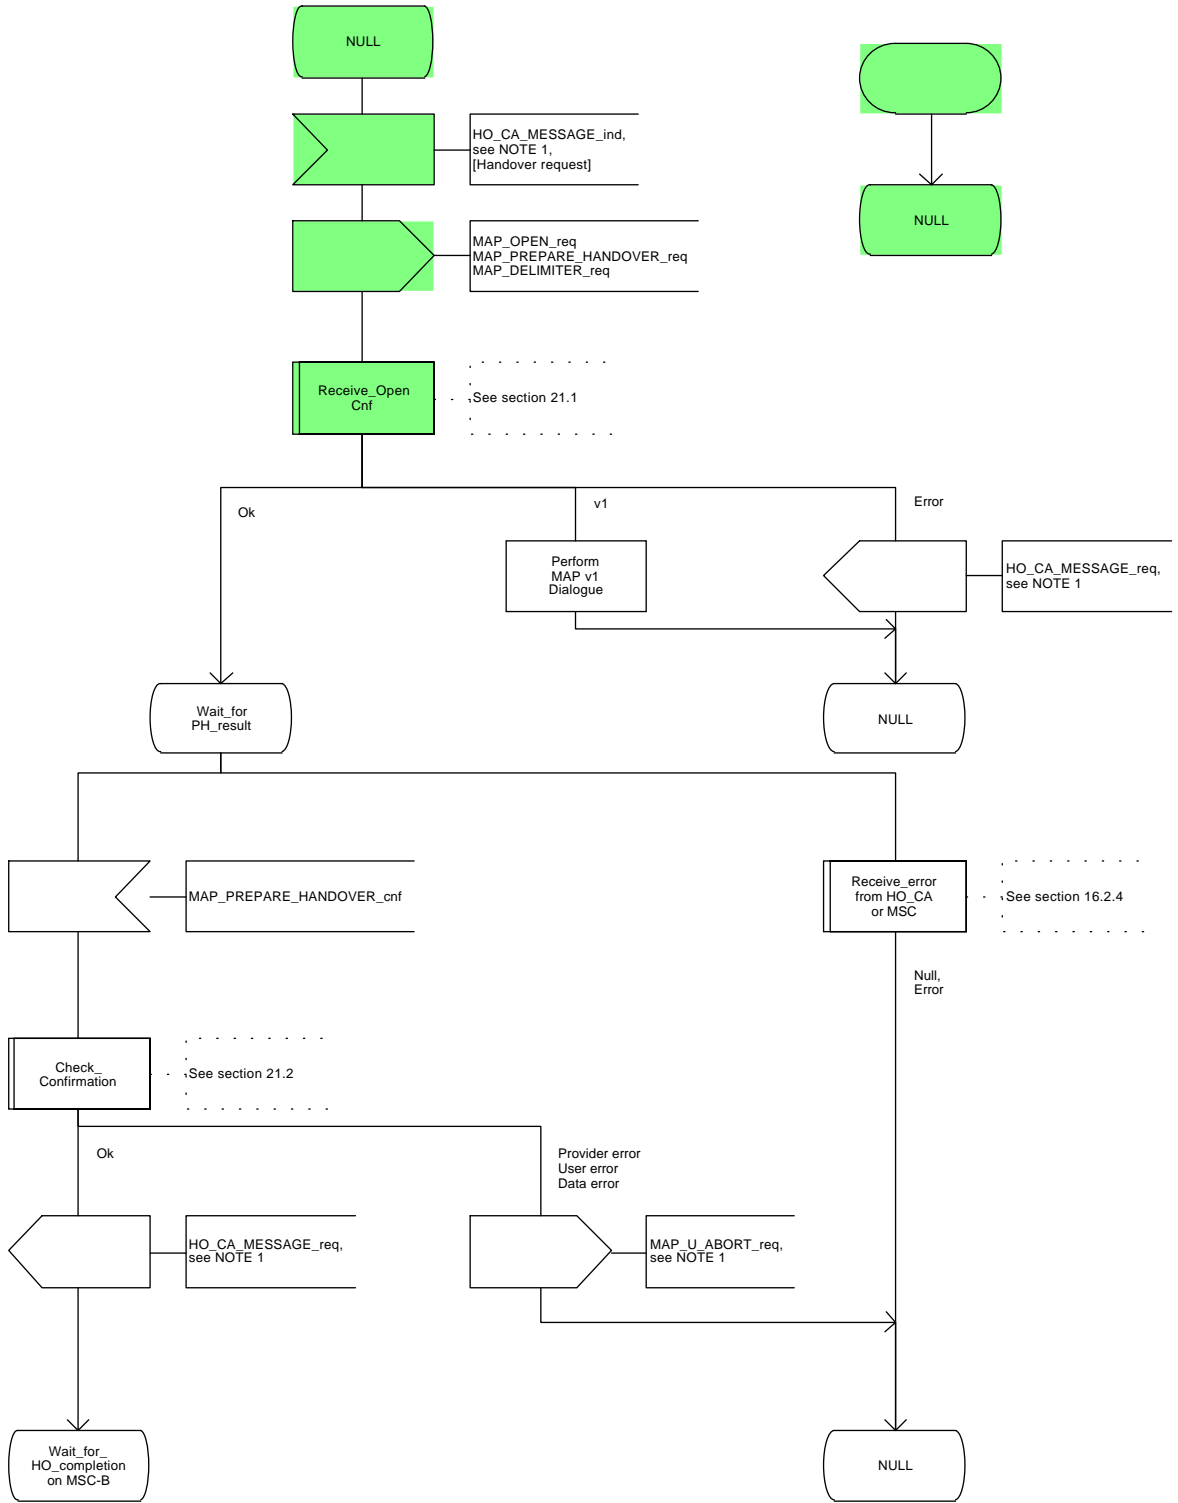 NULL
HO_CA_MESSAGE_ind,
see NOTE 1,
[Handover request]
NULL
MAP_OPEN_req
MAP_PREPARE_HANDOVER_req
MAP_DELIMITER_req
Receive_Open
Cnf
See section 21.1
Ok
v1
Error
Perform
MAP v1
Dialogue
HO_CA_MESSAGE_req,
see NOTE 1
Wait_for
PH_result
NULL
MAP_PREPARE_HANDOVER_cnf
Receive_error
from HO_CA
or MSC
See section 16.2.4
Null,
Error
Check_
Confirmation
See section 21.2
Ok
Provider error
User error
Data error
HO_CA_MESSAGE_req,
see NOTE 1
MAP_U_ABORT_req,
see NOTE 1
Wait_for_
HO_completion
on MSC-B
NULL